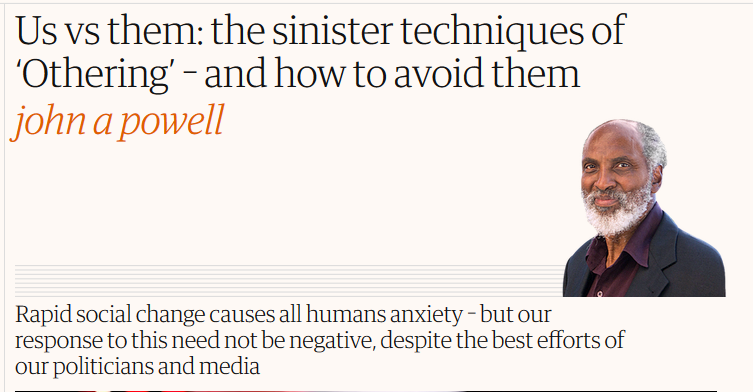 Us vs them: the sinister techniques of
‘Othering’ – and how to avoid them
john a powell
Rapid social change causes all humans anxiety – but our
response to this need not be negative, despite the best efforts of
our politicians and media